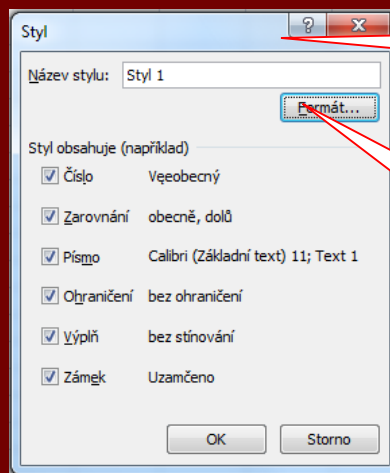 Styl
Název stylu: Styl 1
Formát...
Styl obsahuje (například)
Číslo Vęeobecný
Zarovnání obecně, dolů
Písmo Calibri (Základní text) 11; Text 1
Ohraničení bez ohraničení
Výplň bez stínování
Zámek Uzamčeno
OK Storno